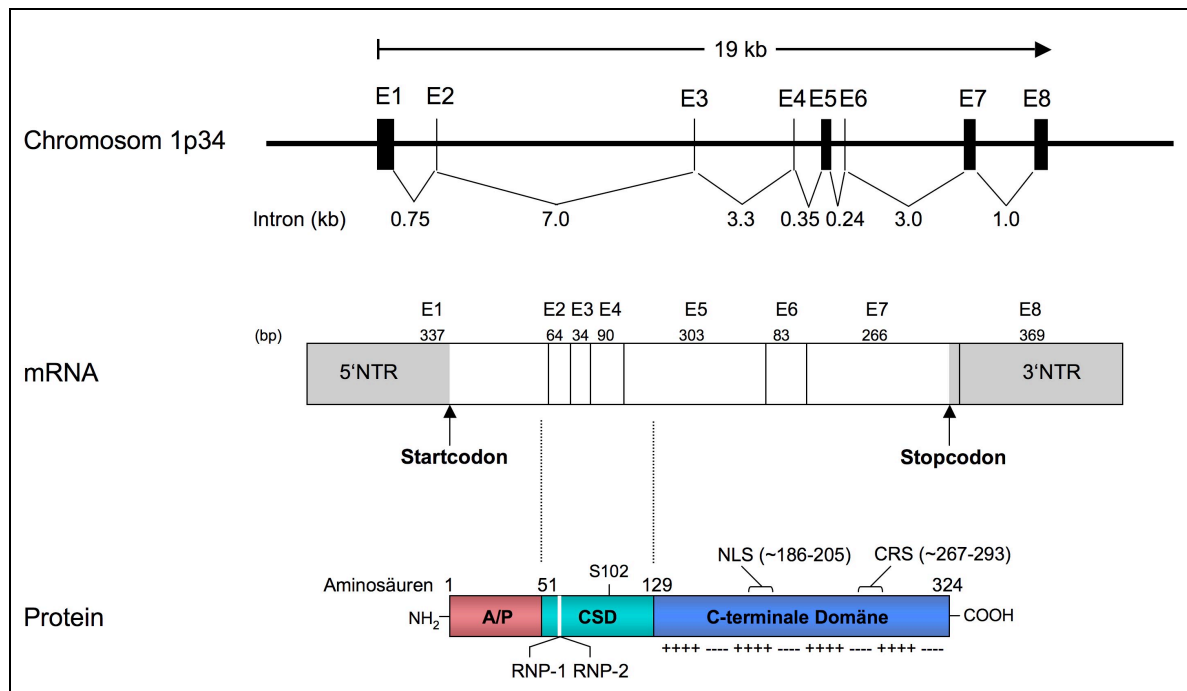 19 kb
E1 E2 E3 E4 E5 E6 E7 E8
Chromosom 1p34
Intron (kb) 0.75 7.0 3.3 0.35 0.24 3.0 1.0
E1 E2 E3 E4 E5 E6 E7 E8
(bp) 337 64 34 90 303 83 266 369
mRNA 5‘NTR 3‘NTR
Startcodon Stopcodon
NLS (~186-205) CRS (~267-293)
Aminosäuren 1 51 S102 129 324
Protein NH2 A/P CSD C-terminale Domäne COOH
++++ ---- ++++ ---- ++++ ---- ++++ ----
RNP-1 RNP-2